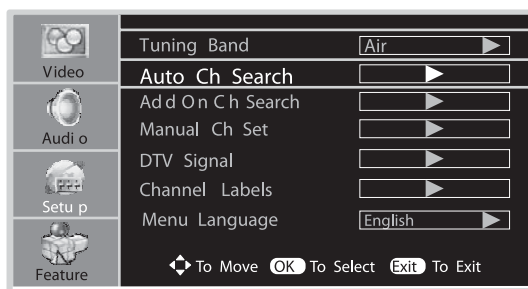 Video
Audi o
Setu p
Feature
Tuning Band Air
Auto Ch Search
Add On Ch Search
Manual Ch Set
DTV Signal
Channel Labels
Menu Language English
To Move OK To Select Exit To Exit